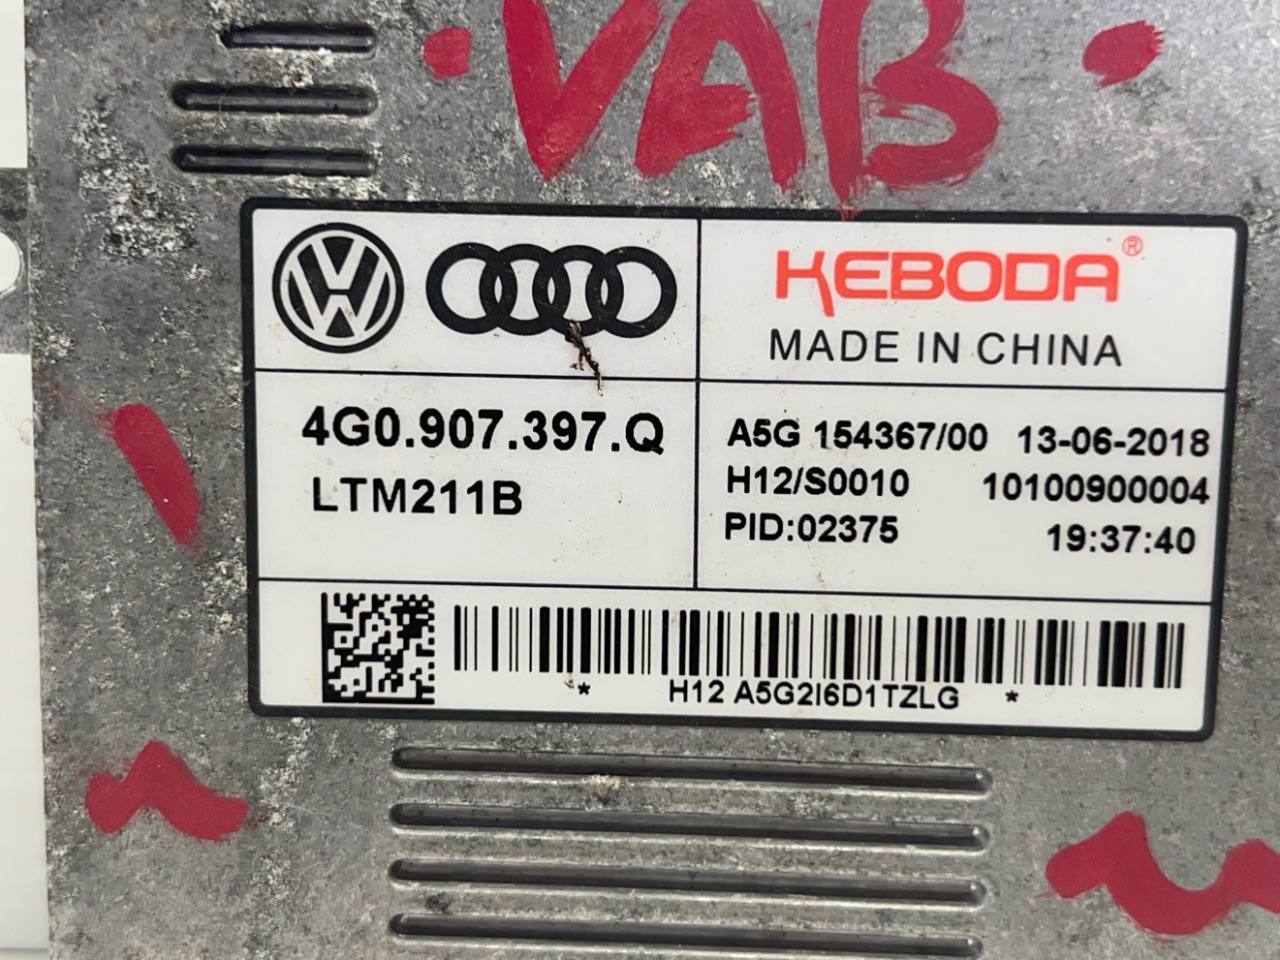 VAB
KEBODA®
MADE IN CHINA
4G0.907.397.Q
LTM211B
A5G 154367/00 13-06-2018
H12/S0010 10100900004
PID:02375 19:37:40
* H12 A5G2I6D1TZLG *